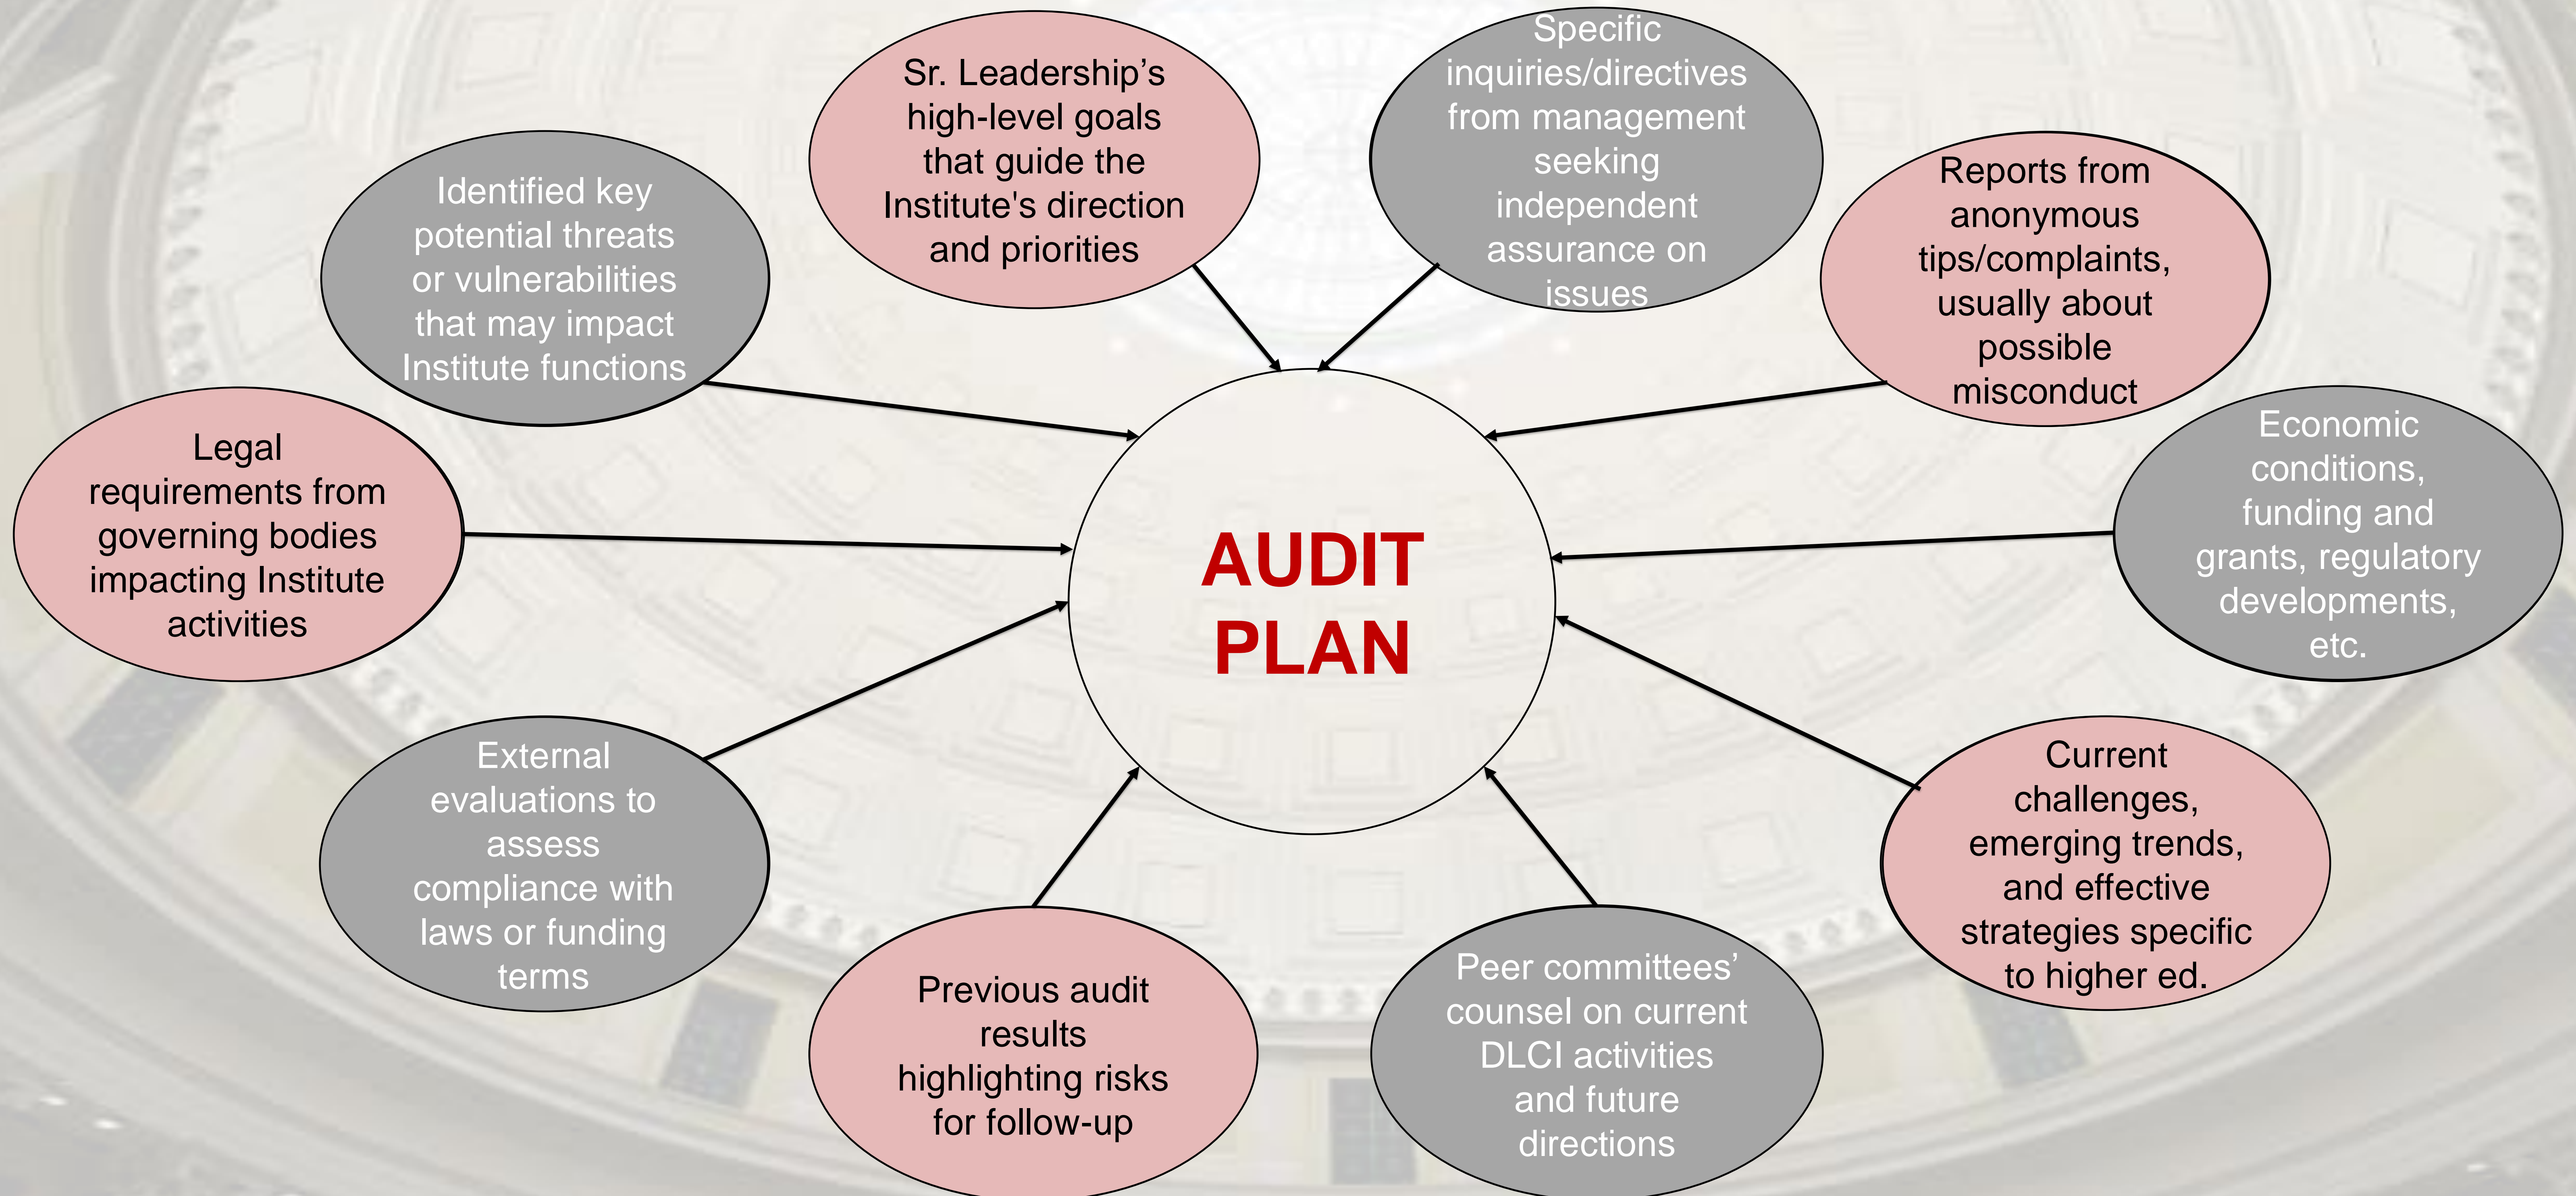 Sr. Leadership’s
high-level goals
that guide the
Institute's direction
and priorities
Specific
inquiries/directives
from management
seeking
independent
assurance on
issues
Identified key
potential threats
or vulnerabilities
that may impact
Institute functions
Reports from
anonymous
tips/complaints,
usually about
possible
misconduct
Legal
requirements from
governing bodies
impacting Institute
activities
AUDIT
PLAN
Economic
conditions,
funding and
grants, regulatory
developments,
etc.
External
evaluations to
assess
compliance with
laws or funding
terms
Current
challenges,
emerging trends,
and effective
strategies specific
to higher ed.
Previous audit
results
highlighting risks
for follow-up
Peer committees’
counsel on current
DLCI activities
and future
directions